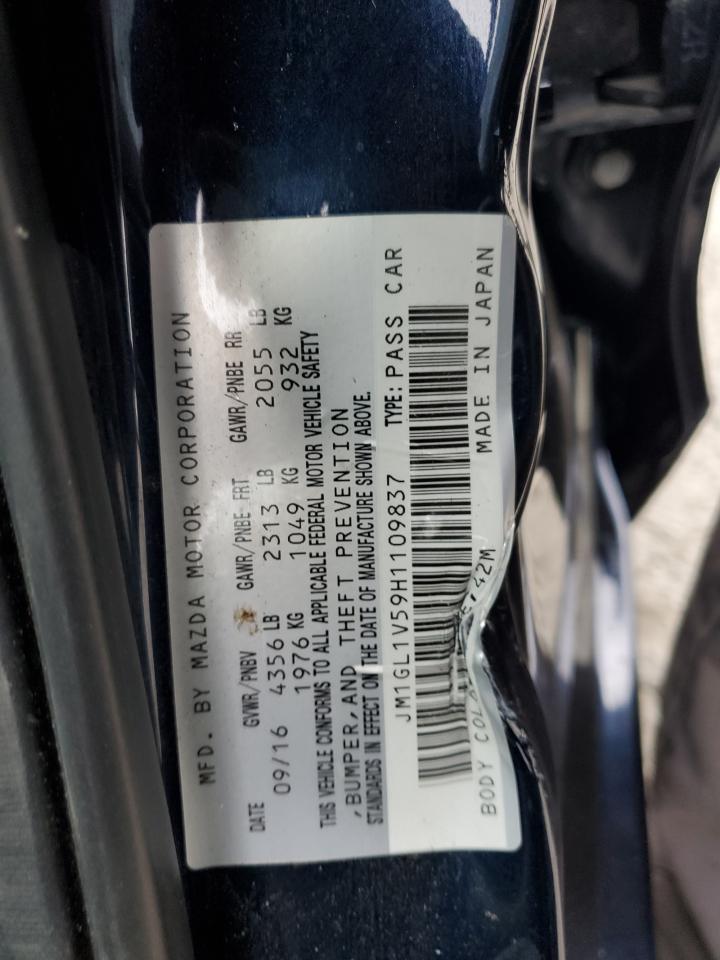 MFD. BY MAZDA MOTOR CORPORATION
DATE GVWR/PNBV GAWR/PNBE FRT GAWR/PNBE RR
09/16 4356 LB 2313 LB 2055 LB
1976 KG 1049 KG 932 KG
THIS VEHICLE CONFORMS TO ALL APPLICABLE FEDERAL MOTOR VEHICLE SAFETY
,BUMPER,AND THEFT PREVENTION
STANDARDS IN EFFECT ON THE DATE OF MANUFACTURE SHOWN ABOVE.
JM1GL1V59H1109837 TYPE: PASS CAR
BODY 42M MADE IN JAPAN